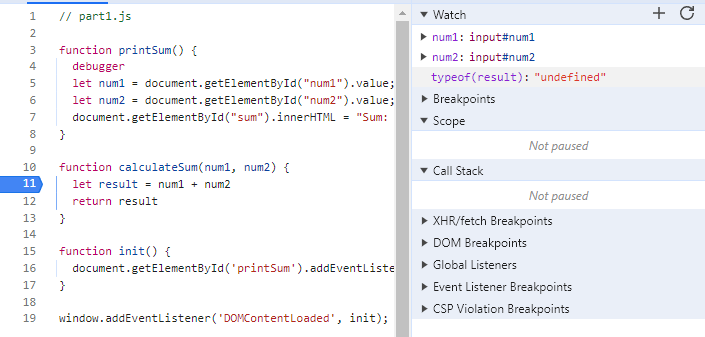 1 // part1.js
2
3 function printSum() {
4 debugger
5 let num1 = document.getElementById("num1").value;
6 let num2 = document.getElementById("num2").value;
7 document.getElementById("sum").innerHTML = "Sum:
8 }
9
10 function calculateSum(num1, num2) {
11 let result = num1 + num2
12 return result
13 }
14
15 function init() {
16 document.getElementById('printSum').addEventListe
17 }
18
19 window.addEventListener('DOMContentLoaded', init);
Watch
num1: input#num1
num2: input#num2
typeof(result): "undefined"
Breakpoints
Scope
Not paused
Call Stack
Not paused
XHR/fetch Breakpoints
DOM Breakpoints
Global Listeners
Event Listener Breakpoints
CSP Violation Breakpoints